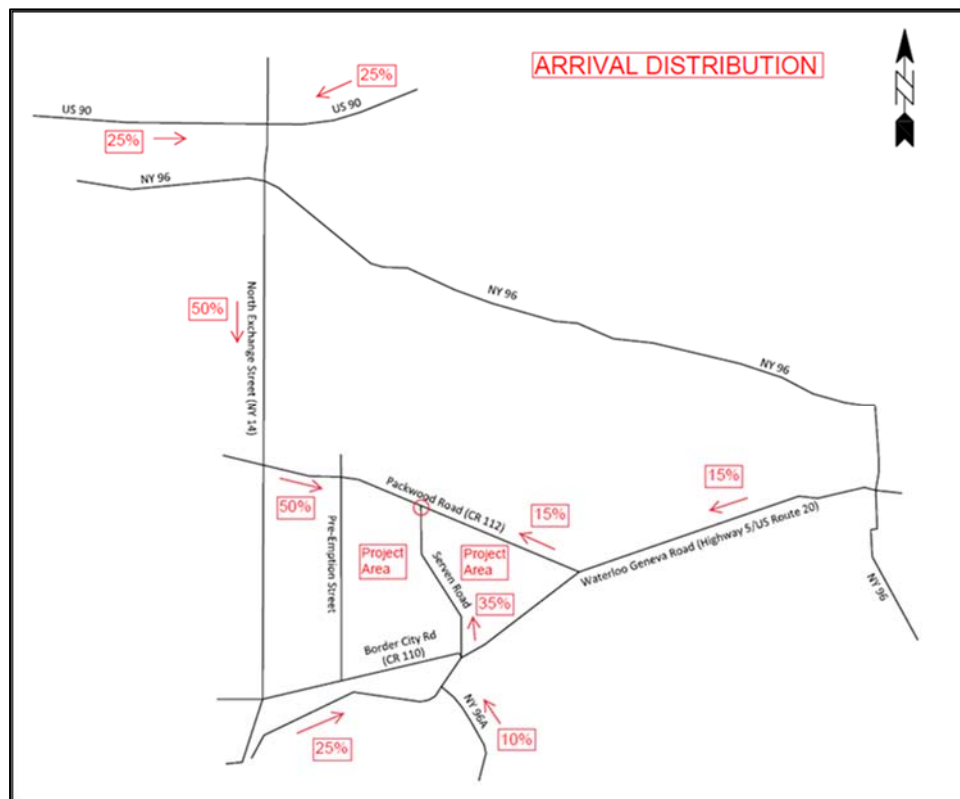 ARRIVAL DISTRIBUTION
N
25%
US 90
US 90
25%
NY 96
NY 96
50%
North Exchange Street (NY 14)
NY 96
15%
50%
Packwood Road (CR 112)
15%
Waterloo Geneva Road (Highway 5/US Route 20)
Pre-Emption Street
Project
Area
Serven Road
Project
Area
35%
NY 96
Border City Rd
(CR 110)
NY 96A
25%
10%